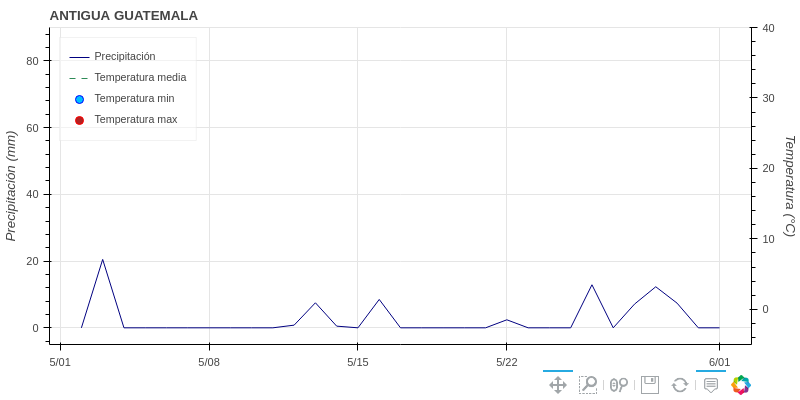 ANTIGUA GUATEMALA
Precipitación
Temperatura media
Temperatura min
Temperatura max
Precipitación (mm)
80
60
40
20
0
Temperatura (°C)
40
30
20
10
0
5/01 5/08 5/15 5/22 6/01